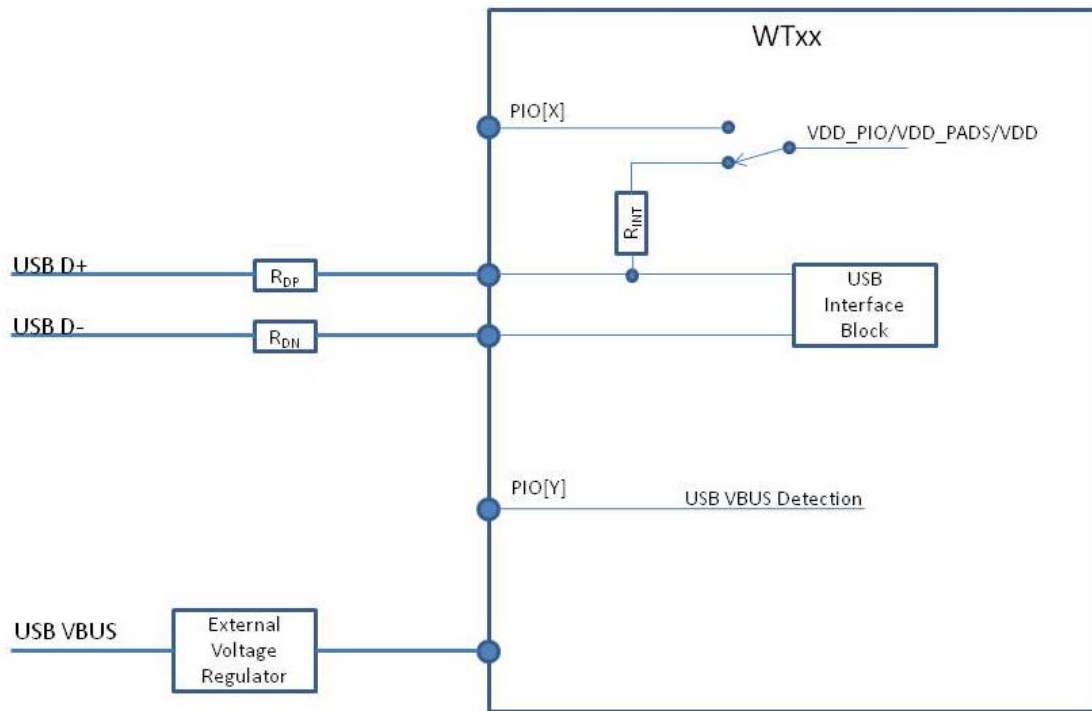 WTxx
PIO[X]
VDD_PIO/VDD_PADS/VDD
RINT
USB D+
RDP
USB
Interface
Block
USB D-
RDN
PIO[Y]
USB VBUS Detection
USB VBUS
External
Voltage
Regulator